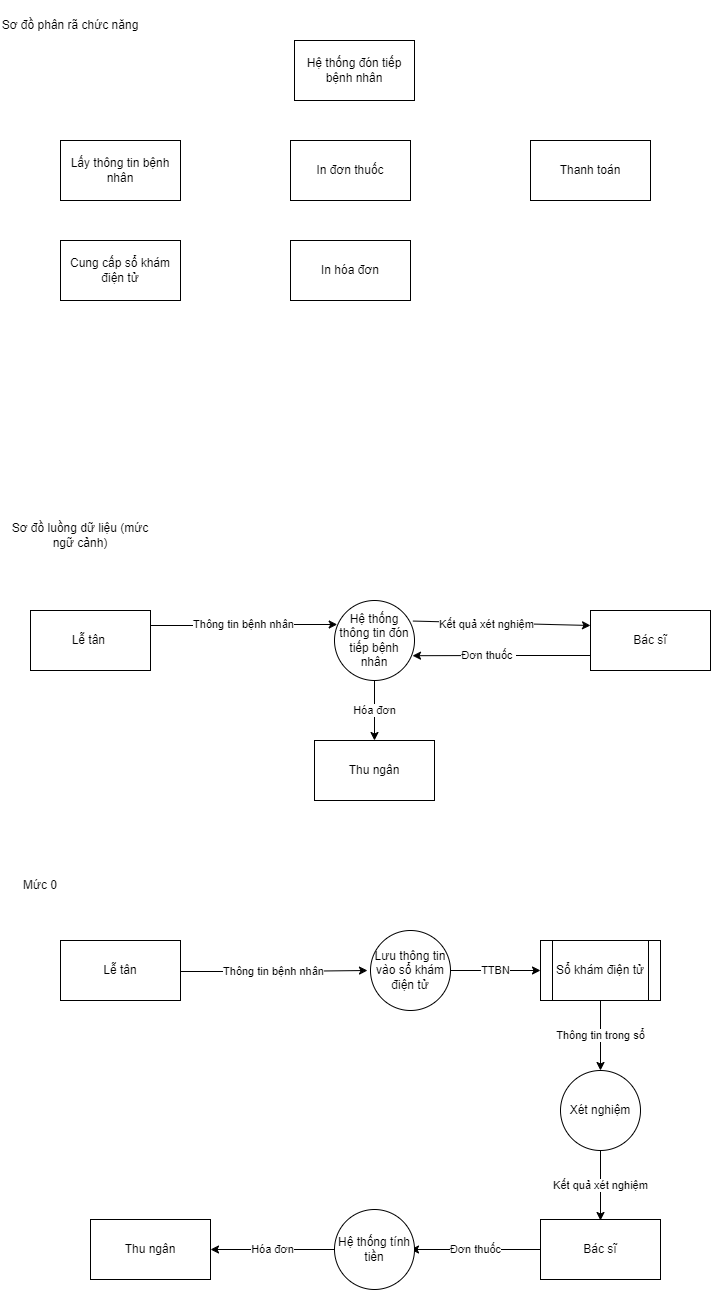 Sơ đồ phân rã chức năng
Hệ thống đón tiếp
bệnh nhân
Lấy thông tin bệnh
nhân
In đơn thuốc
Thanh toán
Cung cấp sổ khám
điện tử
In hóa đơn
Sơ đồ luồng dữ liệu (mức
ngữ cảnh)
Lễ tân
Thông tin bệnh nhân
Hệ thống
thông tin đón
tiếp bệnh
nhân
Kết quả xét nghiệm
Đơn thuốc
Bác sĩ
Hóa đơn
Thu ngân
Mức 0
Lễ tân
Thông tin bệnh nhân
Lưu thông tin
vào sổ khám
điện tử
TTBN
Sổ khám điện tử
Thông tin trong sổ
Xét nghiệm
Kết quả xét nghiệm
Thu ngân
Hóa đơn
Hệ thống tính
tiền
Đơn thuốc
Bác sĩ